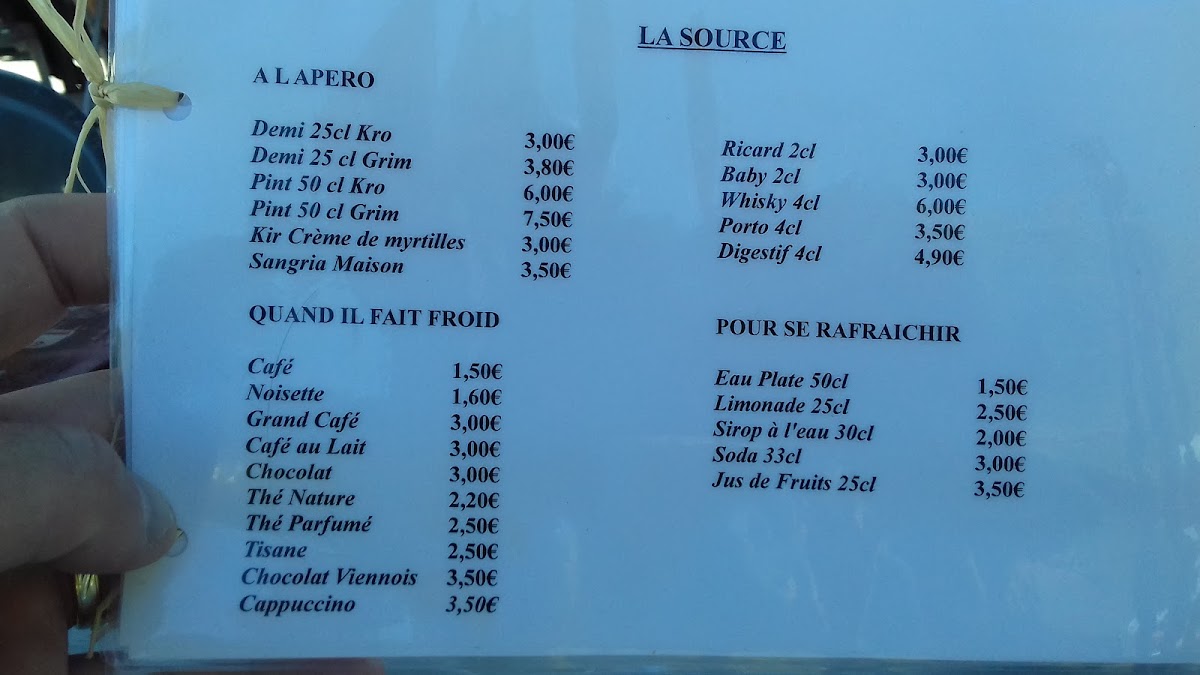 LA SOURCE
A L APERO
Demi 25cl Kro 3,00€
Demi 25 cl Grim 3,80€
Pint 50 cl Kro 6,00€
Pint 50 cl Grim 7,50€
Kir Crème de myrtilles 3,00€
Sangria Maison 3,50€
Ricard 2cl 3,00€
Baby 2cl 3,00€
Whisky 4cl 6,00€
Porto 4cl 3,50€
Digestif 4cl 4,90€
QUAND IL FAIT FROID
Café 1,50€
Noisette 1,60€
Grand Café 3,00€
Café au Lait 3,00€
Chocolat 3,00€
Thé Nature 2,20€
Thé Parfumé 2,50€
Tisane 2,50€
Chocolat Viennois 3,50€
Cappuccino 3,50€
POUR SE RAFRAICHIR
Eau Plate 50cl 1,50€
Limonade 25cl 2,50€
Sirop à l'eau 30cl 2,00€
Soda 33cl 3,00€
Jus de Fruits 25cl 3,50€